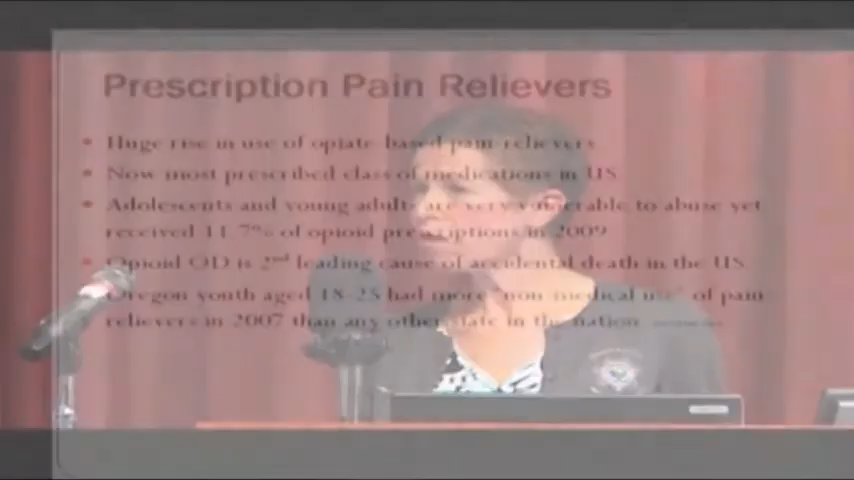 Prescription Pain Relievers
• Huge rise in use of opiate-based pain relievers
• Now most prescribed class of medications in US
• Adolescents and young adults are very vulnerable to abuse yet
received 11.7% of opioid prescriptions in 2009
• Opioid OD is 2nd leading cause of accidental death in the US
Oregon youth aged 18-25 had more "non-medical use" of pain
relievers in 2007 than any other state in the nation